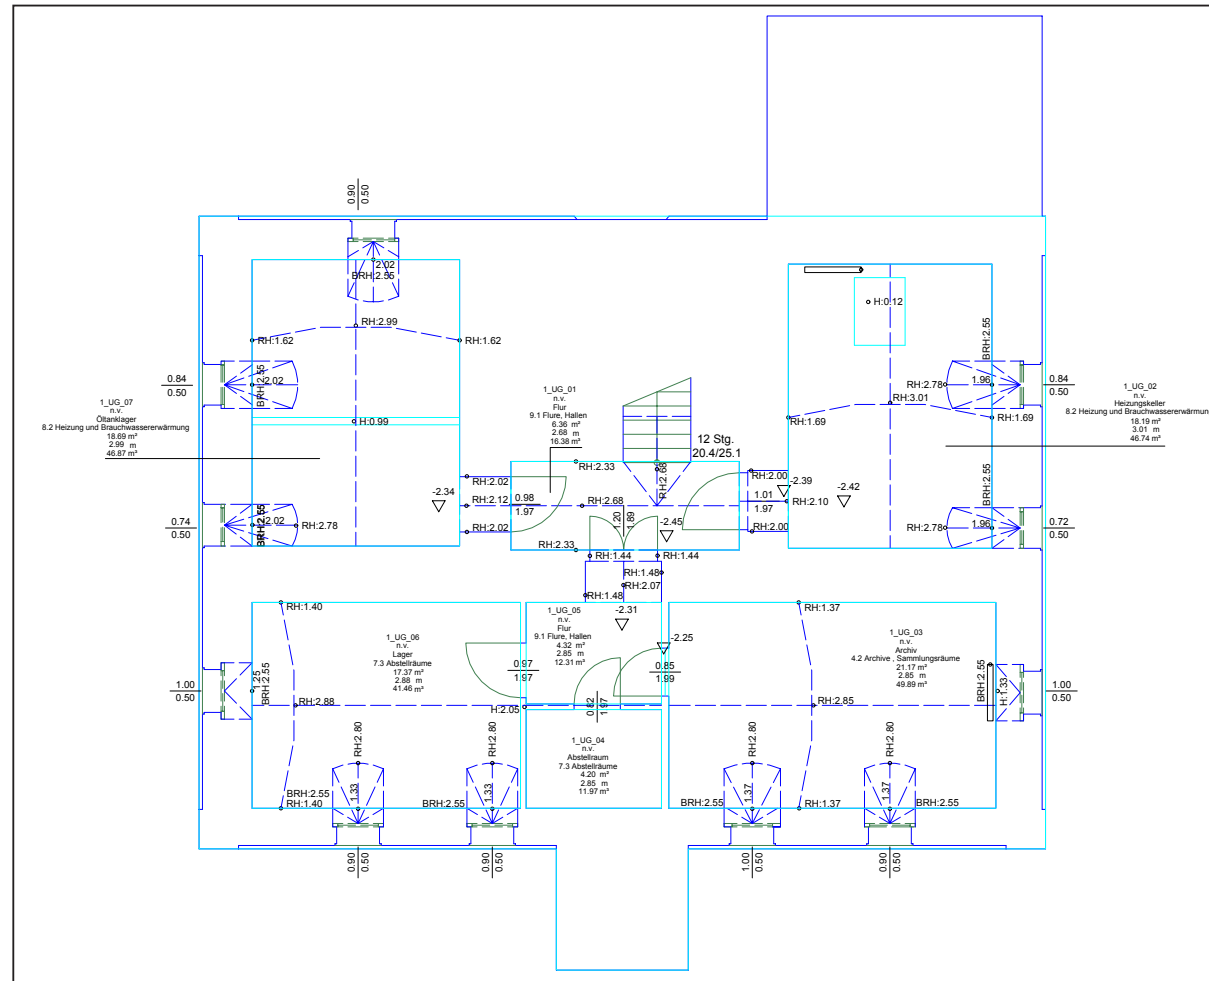 0.90
0.50
2.02
BRH:2.55
RH:2.99
RH:1.62
RH:1.62
0.84
0.50
2.02
BRH:2.55
1_UG_07
n.v.
Öltanklager
8.2 Heizung und Brauchwassererwärmung
18.69 m²
2.99 m
46.87 m³
H:0.99
0.74
0.50
2.02
BRH:2.55
RH:2.78
-2.34
RH:2.02
RH:2.12
RH:2.02
0.98
1.97
1_UG_01
n.v.
Flur
9.1 Flure, Hallen
6.36 m²
2.68 m
16.38 m³
RH:2.33
RH:2.68
RH:2.33
12 Stg.
20.4/25.1
RH:2.68
1.20
1.89
-2.45
RH:2.00
1.01
1.97
RH:2.00
-2.39
RH:2.10
-2.42
H:0.12
RH:3.01
RH:1.69
RH:1.69
RH:2.78
1.96
BRH:2.55
0.84
0.50
1_UG_02
n.v.
Heizungskeller
8.2 Heizung und Brauchwassererwärmung
18.19 m²
3.01 m
46.74 m³
RH:2.78
1.96
BRH:2.55
0.72
0.50
RH:1.44
RH:1.44
RH:1.48
RH:2.07
RH:1.48
-2.31
-2.25
RH:1.40
1_UG_06
n.v.
Lager
7.3 Abstellräume
17.37 m²
2.88 m
41.46 m³
1.00
0.50
1.25
BRH:2.55
RH:2.88
RH:2.80
RH:2.80
1.33
1.33
BRH:2.55
RH:1.40
BRH:2.55
0.97
1.97
H:2.05
1_UG_05
n.v.
Flur
9.1 Flure, Hallen
4.32 m²
2.85 m
12.31 m³
0.82
1.97
0.85
1.99
1_UG_04
n.v.
Abstellraum
7.3 Abstellräume
4.20 m²
2.85 m
11.97 m³
RH:1.37
1_UG_03
n.v.
Archiv
4.2 Archive , Sammlungsräume
21.17 m²
2.85 m
49.89 m³
RH:2.85
BRH:2.55
H:1.33
1.00
0.50
RH:2.80
RH:2.80
1.37
1.37
BRH:2.55
RH:1.37
BRH:2.55
0.90
0.50
0.90
0.50
1.00
0.50
0.90
0.50